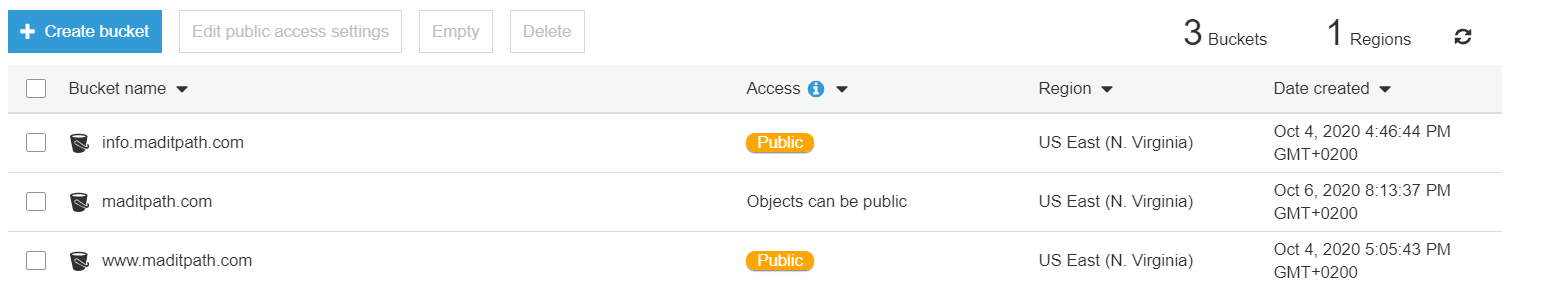 Create bucket Edit public access settings Empty Delete 3 Buckets 1 Regions
Bucket name Access Region Date created
info.maditpath.com Public US East (N. Virginia) Oct 4, 2020 4:46:44 PM
GMT+0200
maditpath.com Objects can be public US East (N. Virginia) Oct 6, 2020 8:13:37 PM
GMT+0200
www.maditpath.com Public US East (N. Virginia) Oct 4, 2020 5:05:43 PM
GMT+0200